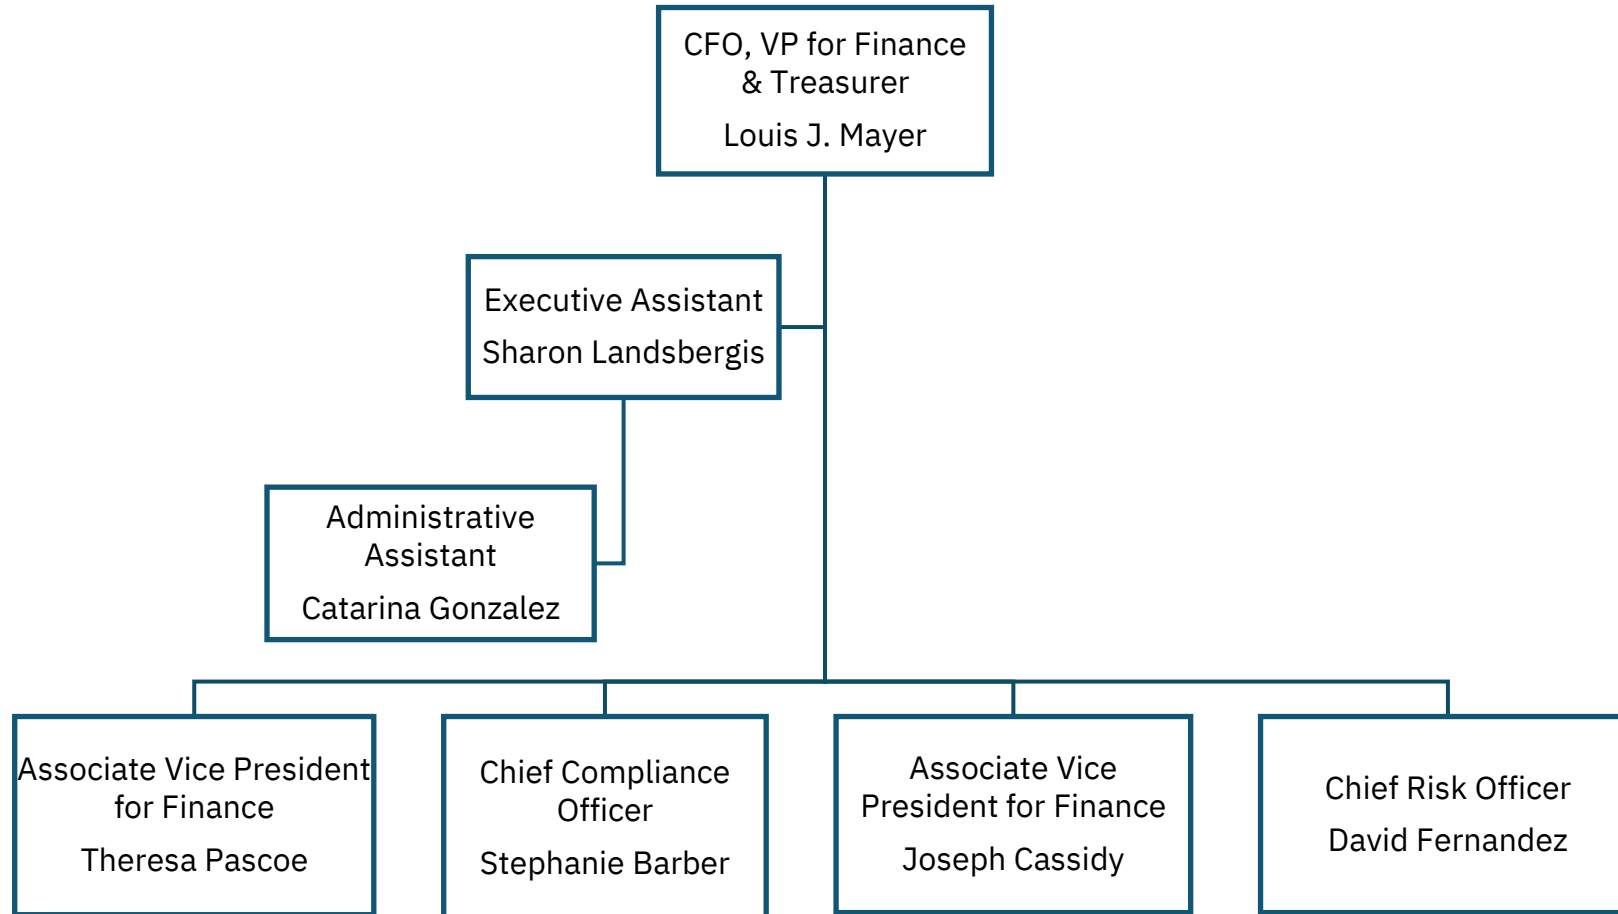 CFO, VP for Finance
& Treasurer
Louis J. Mayer
Executive Assistant
Sharon Landsbergis
Administrative
Assistant
Catarina Gonzalez
Associate Vice President
for Finance
Theresa Pascoe
Chief Compliance
Officer
Stephanie Barber
Associate Vice
President for Finance
Joseph Cassidy
Chief Risk Officer
David Fernandez